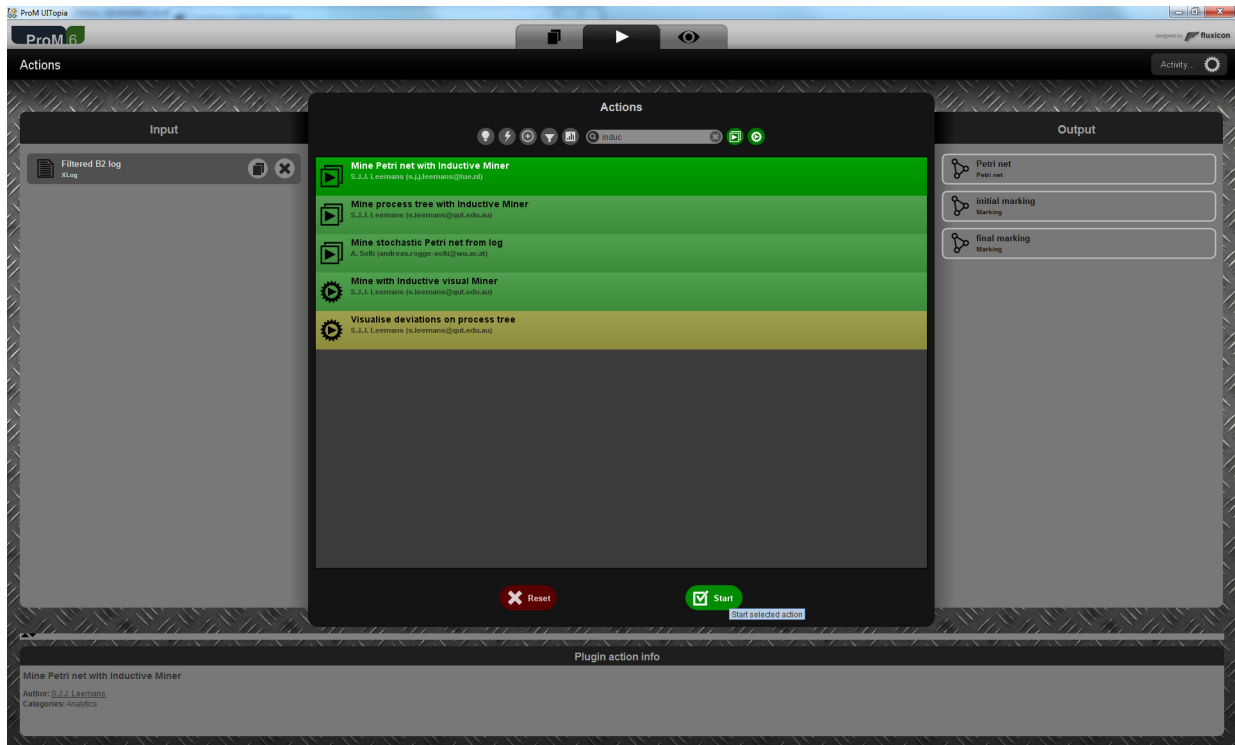 ProM UITopia
ProM 6
designed by fluxicon
Actions
Activity...
Actions
Input
induc
Output
Filtered B2 log
XLog
Mine Petri net with Inductive Miner
S.J.J. Leemans (s.j.j.leemans@tue.nl)
Mine process tree with Inductive Miner
S.J.J. Leemans (s.leemans@qut.edu.au)
Mine stochastic Petri net from log
A. Solti (andreas.rogge-solti@wu.ac.at)
Mine with Inductive visual Miner
S.J.J. Leemans (s.leemans@qut.edu.au)
Visualise deviations on process tree
S.J.J. Leemans (s.leemans@qut.edu.au)
Petri net
Petri net
initial marking
Marking
final marking
Marking
Reset
Start
Start selected action
Plugin action info
Mine Petri net with Inductive Miner
Author: S.J.J. Leemans
Categories: Analytics